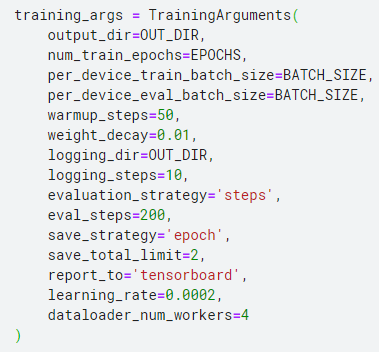 training_args = TrainingArguments(
    output_dir=OUT_DIR,
    num_train_epochs=EPOCHS,
    per_device_train_batch_size=BATCH_SIZE,
    per_device_eval_batch_size=BATCH_SIZE,
    warmup_steps=50,
    weight_decay=0.01,
    logging_dir=OUT_DIR,
    logging_steps=10,
    evaluation_strategy='steps',
    eval_steps=200,
    save_strategy='epoch',
    save_total_limit=2,
    report_to='tensorboard',
    learning_rate=0.0002,
    dataloader_num_workers=4
)